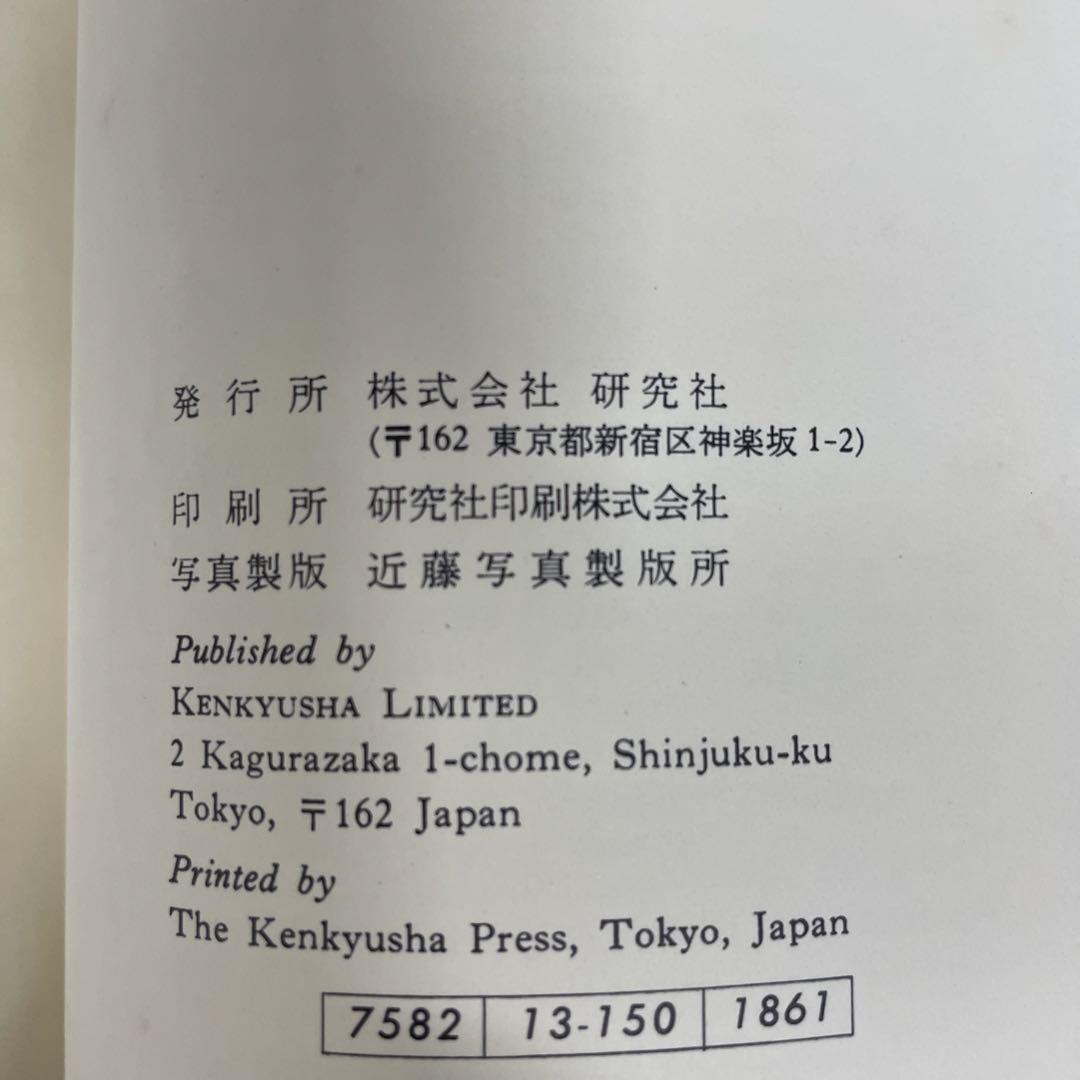 発行所 株式会社 研究社
(〒162 東京都新宿区神楽坂1-2)
印刷所 研究社印刷株式会社
写真製版 近藤写真製版所
Published by
KENKYUSHA LIMITED
2 Kagurazaka 1-chome, Shinjuku-ku
Tokyo, 〒162 Japan
Printed by
The Kenkyusha Press, Tokyo, Japan
7582 13-150 1861